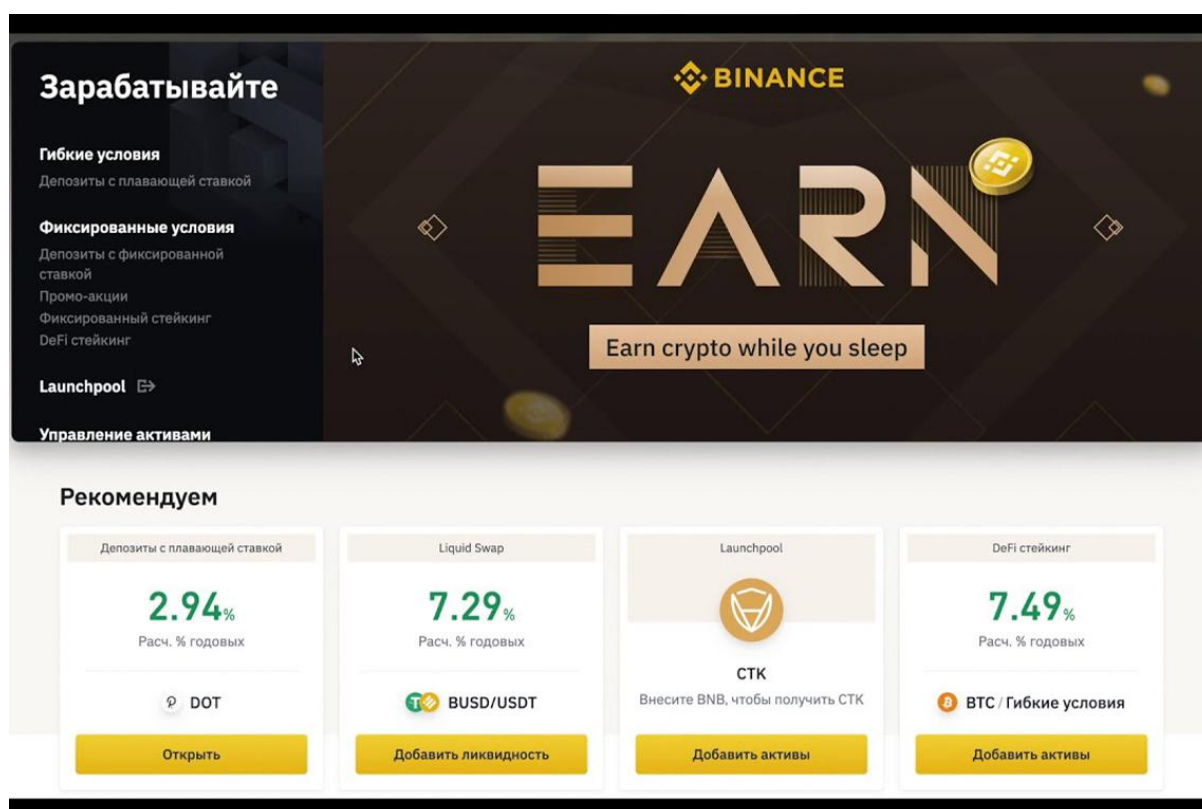 Зарабатывайте
Гибкие условия
Депозиты с плавающей ставкой
Фиксированные условия
Депозиты с фиксированной
ставкой
Промо-акции
Фиксированный стейкинг
DeFi стейкинг
Launchpool
Управление активами
BINANCE
EARN
Earn crypto while you sleep
Рекомендуем
Депозиты с плавающей ставкой
2.94%
Расч. % годовых
DOT
Открыть
Liquid Swap
7.29%
Расч. % годовых
BUSD/USDT
Добавить ликвидность
Launchpool
CTK
Внесите BNB, чтобы получить CTK
Добавить активы
DeFi стейкинг
7.49%
Расч. % годовых
BTC / Гибкие условия
Добавить активы